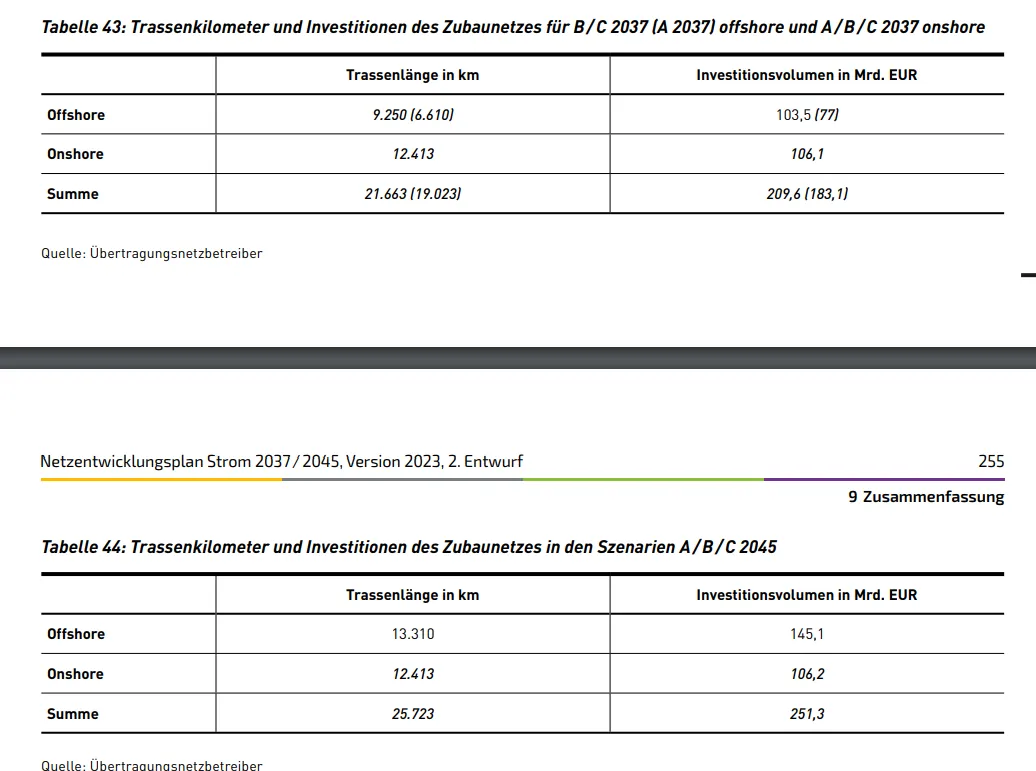 Tabelle 43: Trassenkilometer und Investitionen des Zubaunetzes für B/C 2037 (A 2037) offshore und A/B/C 2037 onshore
Trassenlänge in km Investitionsvolumen in Mrd. EUR
Offshore 9.250 (6.610) 103,5 (77)
Onshore 12.413 106,1
Summe 21.663 (19.023) 209,6 (183,1)
Quelle: Übertragungsnetzbetreiber
Netzentwicklungsplan Strom 2037/2045, Version 2023, 2. Entwurf 255
9 Zusammenfassung
Tabelle 44: Trassenkilometer und Investitionen des Zubaunetzes in den Szenarien A/B/C 2045
Trassenlänge in km Investitionsvolumen in Mrd. EUR
Offshore 13.310 145,1
Onshore 12.413 106,2
Summe 25.723 251,3
Quelle: Übertragungsnetzbetreiber